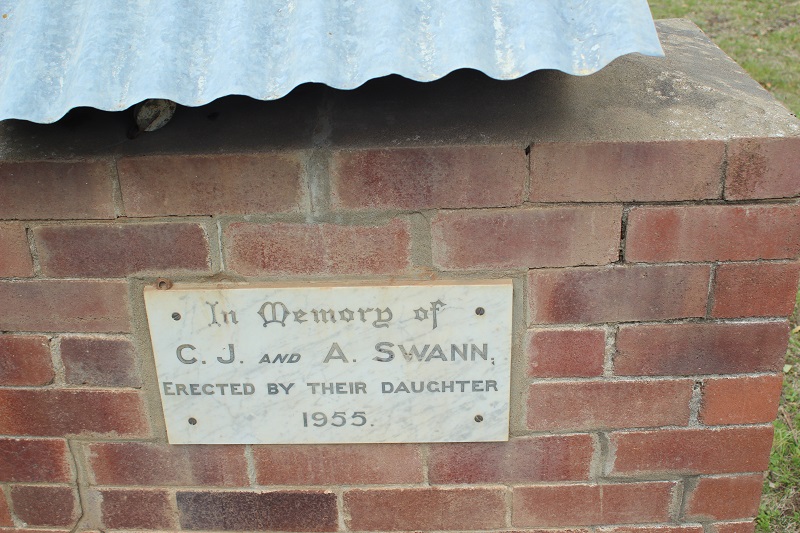 In Memory of
C. J. AND A. SWANN,
ERECTED BY THEIR DAUGHTER
1955.